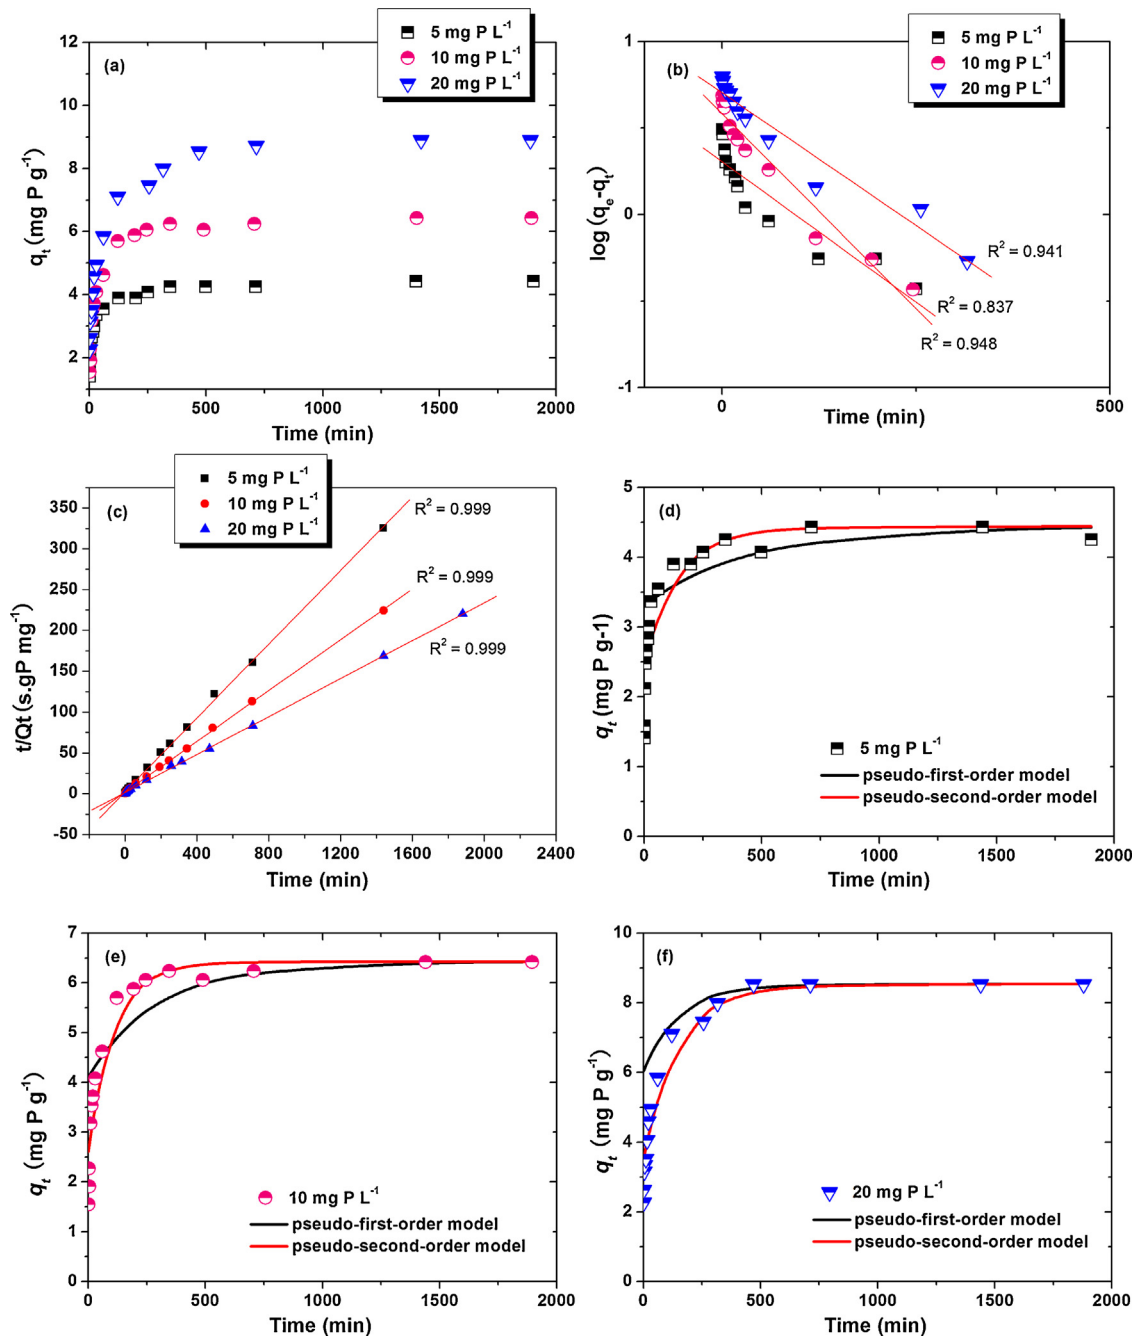 5 mg P L⁻¹
10 mg P L⁻¹
20 mg P L⁻¹
(a)
12
10
8
6
4
2
qt (mg P g⁻¹)
0
500
1000
1500
2000
Time (min)
5 mg P L⁻¹
10 mg P L⁻¹
20 mg P L⁻¹
(b)
1
0
-1
log (qe-qt)
R² = 0.941
R² = 0.837
R² = 0.948
0
500
Time (min)
5 mg P L⁻¹
10 mg P L⁻¹
20 mg P L⁻¹
(c)
350
300
250
200
150
100
50
0
-50
t/Qt (s.gP mg⁻¹)
R² = 0.999
R² = 0.999
R² = 0.999
0
400
800
1200
1600
2000
2400
Time (min)
(d)
5
4
3
2
1
0
qt (mg P g-1)
5 mg P L⁻¹
pseudo-first-order model
pseudo-second-order model
0
500
1000
1500
2000
Time (min)
(e)
7
6
5
4
3
2
1
0
qt (mg P g⁻¹)
10 mg P L⁻¹
pseudo-first-order model
pseudo-second-order model
0
500
1000
1500
2000
Time (min)
(f)
10
8
6
4
2
0
qt (mg P g⁻¹)
20 mg P L⁻¹
pseudo-first-order model
pseudo-second-order model
0
500
1000
1500
2000
Time (min)